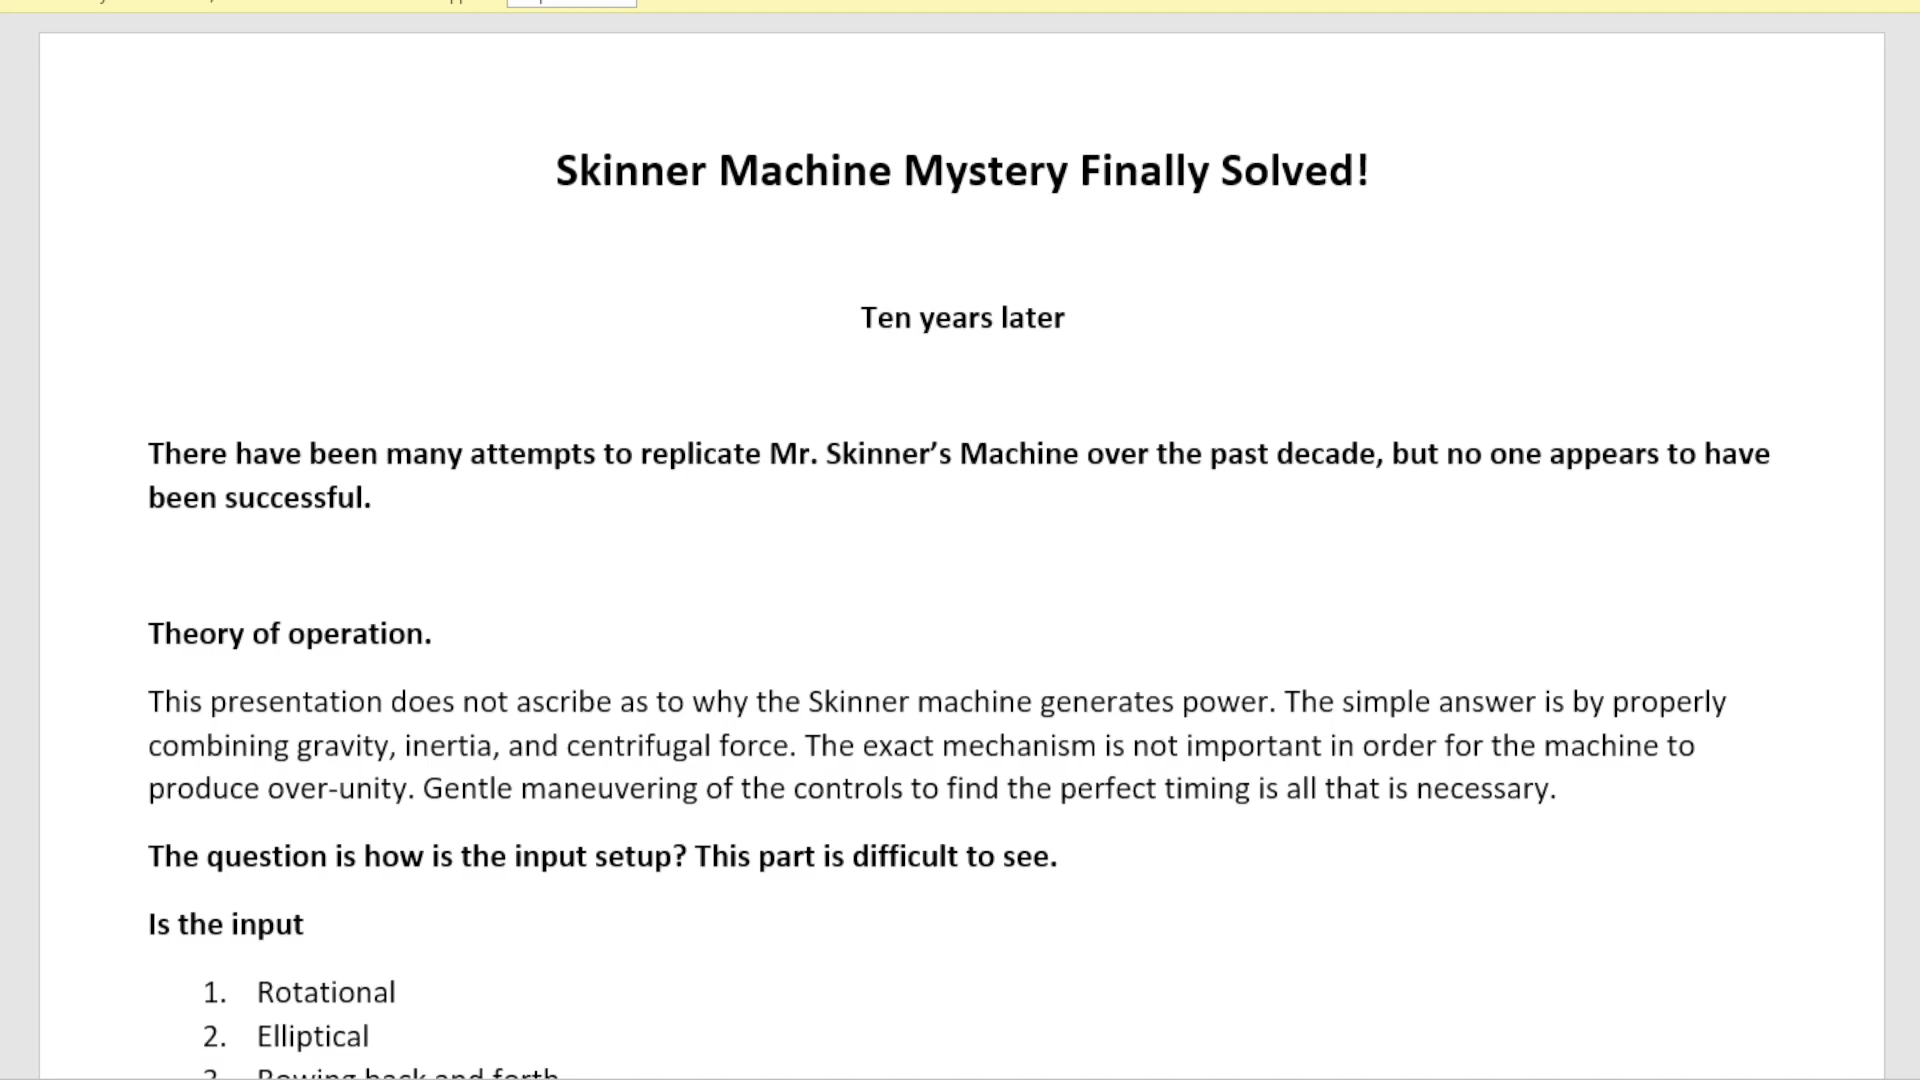 Skinner Machine Mystery Finally Solved!
Ten years later
There have been many attempts to replicate Mr. Skinner’s Machine over the past decade, but no one appears to have
been successful.
Theory of operation.
This presentation does not ascribe as to why the Skinner machine generates power. The simple answer is by properly
combining gravity, inertia, and centrifugal force. The exact mechanism is not important in order for the machine to
produce over-unity. Gentle maneuvering of the controls to find the perfect timing is all that is necessary.
The question is how is the input setup? This part is difficult to see.
Is the input
1. Rotational
2. Elliptical
3. Rowing back and forth